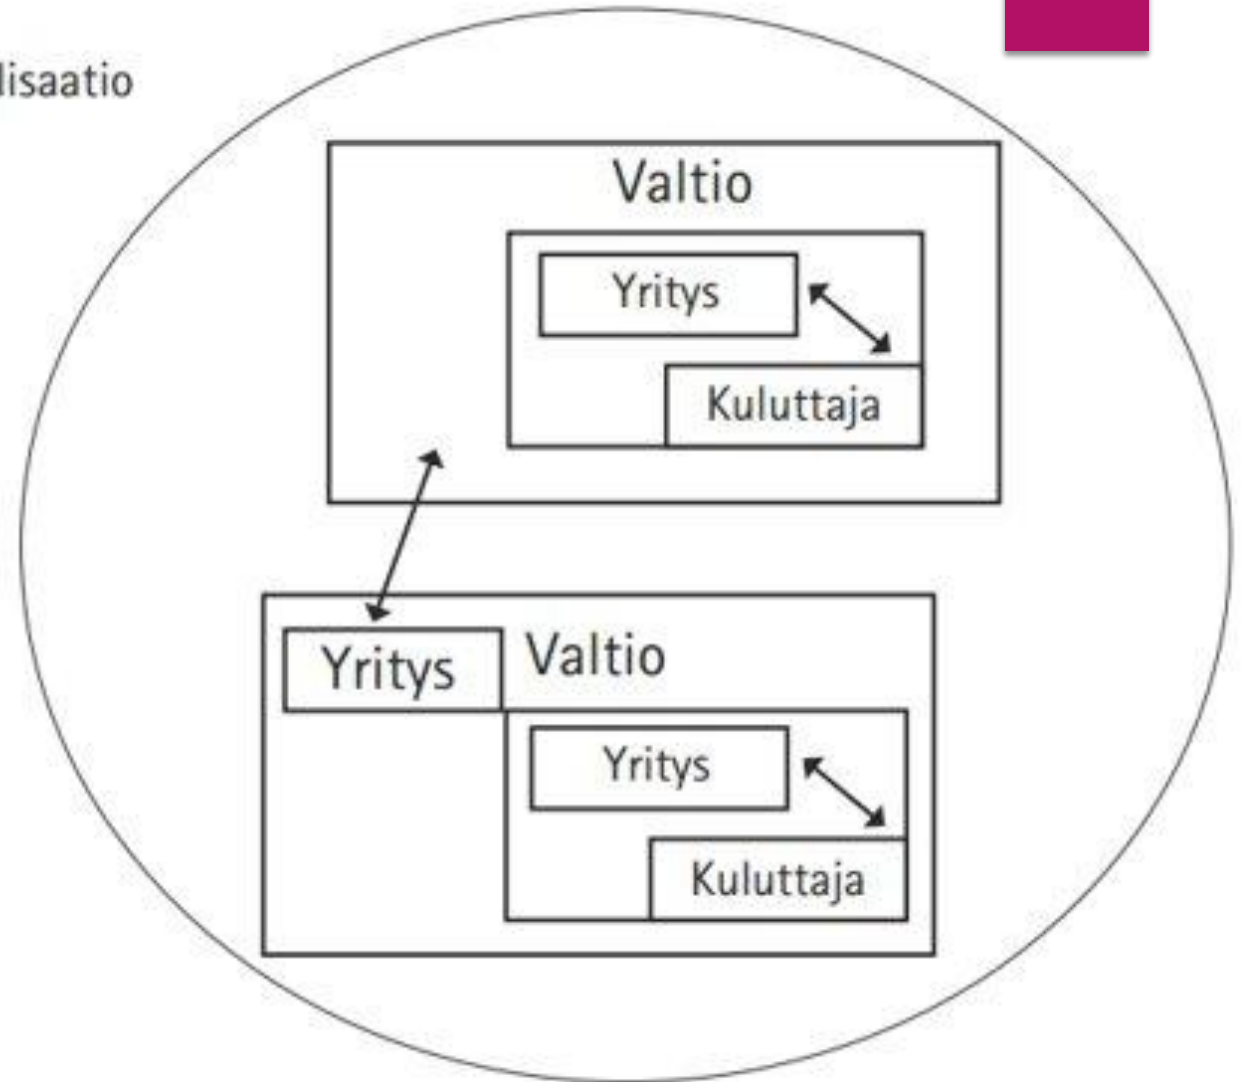 lisaatio
Valtio
Yritys
Kuluttaja
Yritys
Valtio
Yritys
Kuluttaja